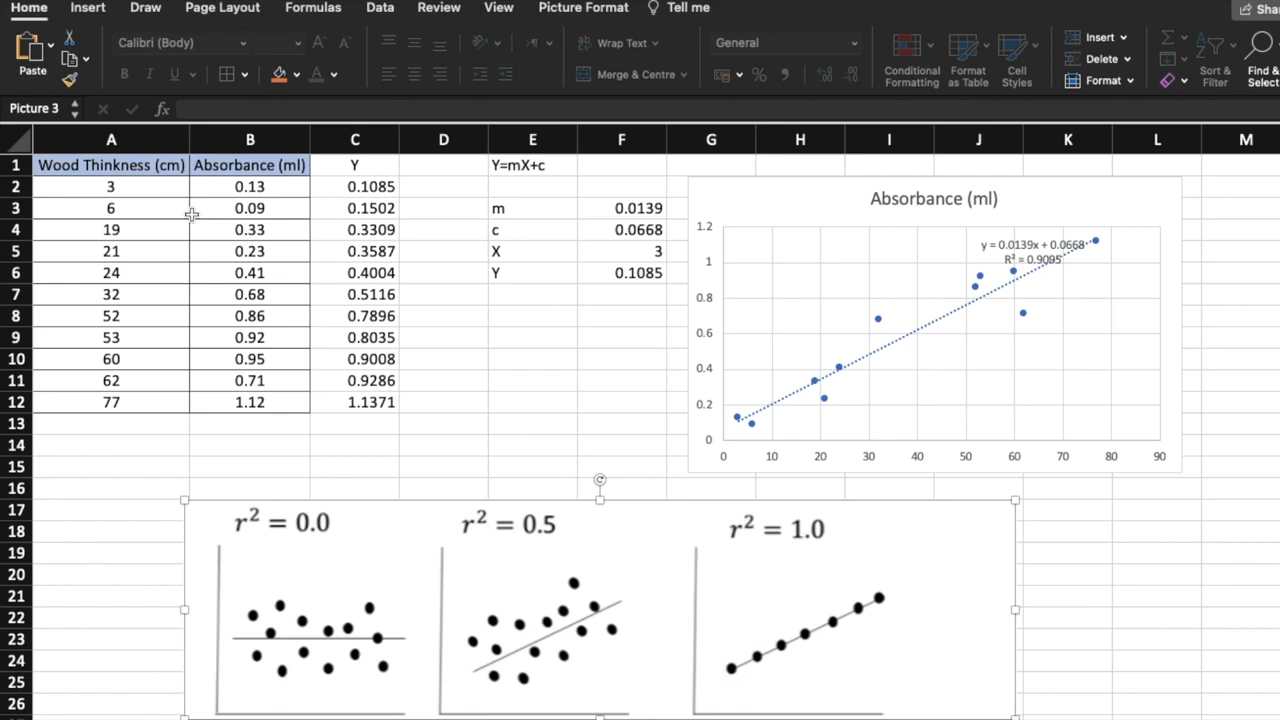 Home Insert Draw Page Layout Formulas Data Review View Picture Format Tell me Shar
Paste Calibri (Body) Wrap Text General Conditional Formatting Format as Table Cell Styles Insert Sort & Filter Find & Select
Merge & Centre Delete
Format
Picture 3 fx
A B C D E F G H I J K L M
1 Wood Thinkness (cm) Absorbance (ml) Y Y=mX+c
2 3 0.13 0.1085
3 6 0.09 0.1502 m 0.0139
4 19 0.33 0.3309 c 0.0668
5 21 0.23 0.3587 X 3
6 24 0.41 0.4004 Y 0.1085
7 32 0.68 0.5116
8 52 0.86 0.7896
9 53 0.92 0.8035
10 60 0.95 0.9008
11 62 0.71 0.9286
12 77 1.12 1.1371
13
14
15
16
17
18
19
20
21
22
23
24
25
26
Absorbance (ml)
1.2
1
0.8
0.6
0.4
0.2
0
y = 0.0139x + 0.0668
R² = 0.9095
0 10 20 30 40 50 60 70 80 90
r² = 0.0 r² = 0.5 r² = 1.0